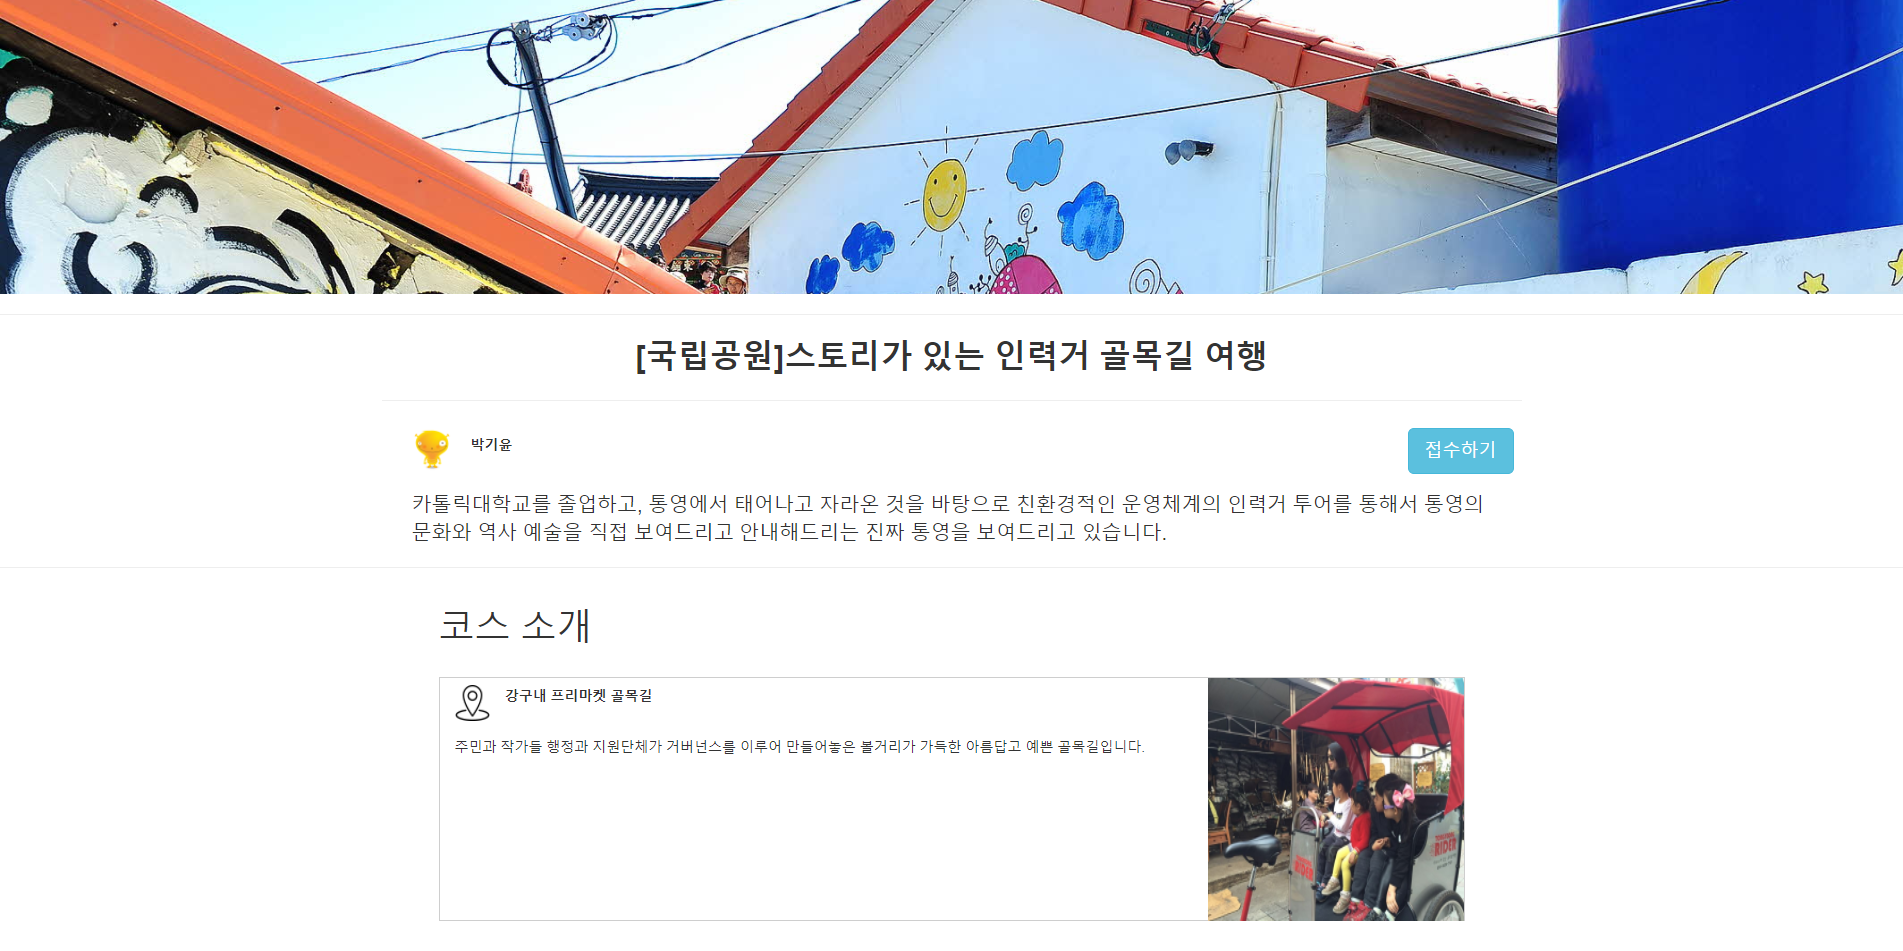 [국립공원]스토리가 있는 인력거 골목길 여행
박기윤
접수하기
카톨릭대학교를 졸업하고, 통영에서 태어나고 자라온 것을 바탕으로 친환경적인 운영체계의 인력거 투어를 통해서 통영의
문화와 역사 예술을 직접 보여드리고 안내해드리는 진짜 통영을 보여드리고 있습니다.
코스 소개
강구내 프리마켓 골목길
주민과 작가들 행정과 지원단체가 거버넌스를 이루어 만들어놓은 볼거리가 가득한 아름답고 예쁜 골목길입니다.
RIDER
RIDER